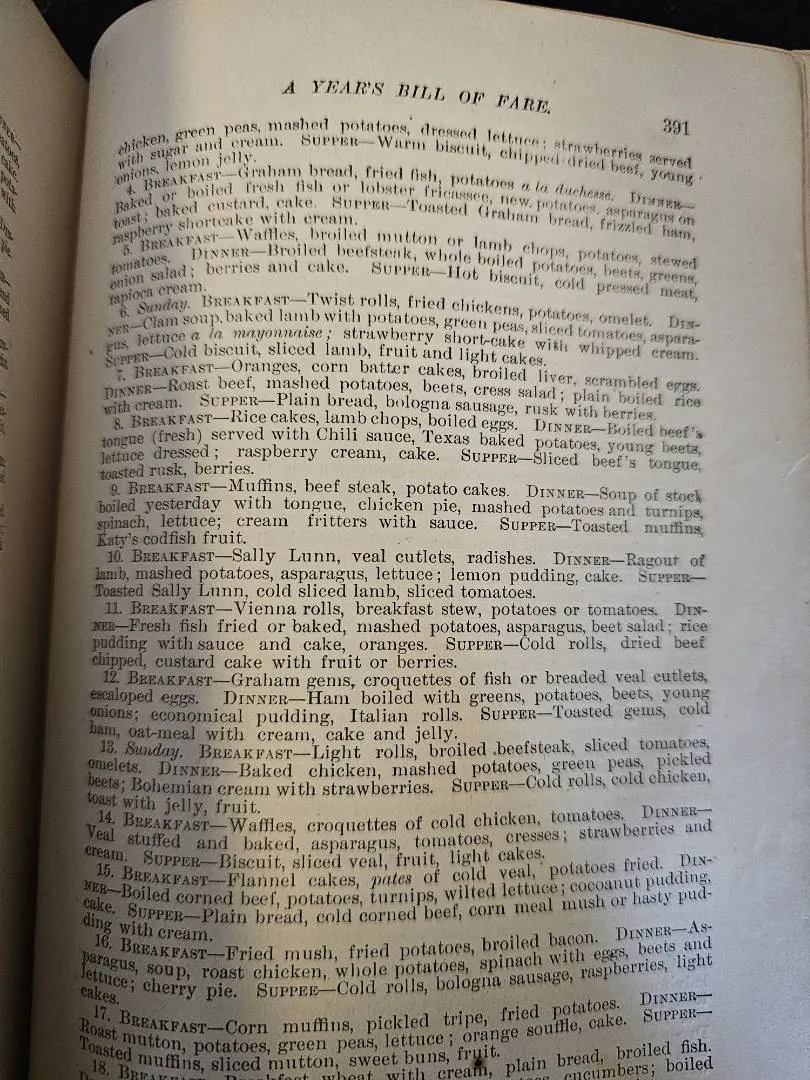 A YEAR'S BILL OF FARE.
391
chicken, green peas, mashed potatoes, dressed lettuce; strawberries served
with sugar and cream. SUPPER—Warm biscuit, chipped dried beef, young
onions, lemon jelly.
4. BREAKFAST—Graham bread, fried fish, potatoes a la duchesse. DINNER—
Baked or boiled fresh fish or lobster fricassee, new potatoes, asparagus on
toast; baked custard, cake. SUPPER—Toasted Graham bread, frizzled ham,
raspberry shortcake with cream.
5. BREAKFAST—Waffles, broiled mutton or lamb chops, potatoes, stewed
tomatoes. DINNER—Broiled beefsteak, whole boiled potatoes, beets, greens,
onion salad; berries and cake. SUPPER—Hot biscuit, cold pressed meat,
tapioca cream.
6. Sunday. BREAKFAST—Twist rolls, fried chickens, potatoes, omelet. DIN-
NER—Clam soup, baked lamb with potatoes, green peas, sliced tomatoes, aspara-
gus, lettuce a la mayonnaise; strawberry short-cake with whipped cream.
SUPPER—Cold biscuit, sliced lamb, fruit and light cakes.
7. BREAKFAST—Oranges, corn batter cakes, broiled liver, scrambled eggs.
DINNER—Roast beef, mashed potatoes, beets, cress salad; plain boiled rice
with cream. SUPPER—Plain bread, bologna sausage, rusk with berries.
8. BREAKFAST—Rice cakes, lamb chops, boiled eggs. DINNER—Boiled beef's
tongue (fresh) served with Chili sauce, Texas baked potatoes, young beets,
lettuce dressed; raspberry cream, cake. SUPPER—Sliced beef's tongue,
toasted rusk, berries.
9. BREAKFAST—Muffins, beef steak, potato cakes. DINNER—Soup of stock
boiled yesterday with tongue, chicken pie, mashed potatoes and turnips,
spinach, lettuce; cream fritters with sauce. SUPPER—Toasted muffins,
Katy's codfish fruit.
10. BREAKFAST—Sally Lunn, veal cutlets, radishes. DINNER—Ragout of
lamb, mashed potatoes, asparagus, lettuce; lemon pudding, cake. SUPPER—
Toasted Sally Lunn, cold sliced lamb, sliced tomatoes.
11. BREAKFAST—Vienna rolls, breakfast stew, potatoes or tomatoes. DIN-
NER—Fresh fish fried or baked, mashed potatoes, asparagus, beet salad; rice
pudding with sauce and cake, oranges. SUPPER—Cold rolls, dried beef
chipped, custard cake with fruit or berries.
12. BREAKFAST—Graham gems, croquettes of fish or breaded veal cutlets,
escaloped eggs. DINNER—Ham boiled with greens, potatoes, beets, young
onions; economical pudding, Italian rolls. SUPPER—Toasted gems, cold
ham, oat-meal with cream, cake and jelly.
13. Sunday. BREAKFAST—Light rolls, broiled beefsteak, sliced tomatoes,
omelets. DINNER—Baked chicken, mashed potatoes, green peas, pickled
beets; Bohemian cream with strawberries. SUPPER—Cold rolls, cold chicken,
toast with jelly, fruit.
14. BREAKFAST—Waffles, croquettes of cold chicken, tomatoes. DINNER—
Veal stuffed and baked, asparagus, tomatoes, cresses; strawberries and
cream. SUPPER—Biscuit, sliced veal, fruit, light cakes.
15. BREAKFAST—Flannel cakes, pates of cold veal, potatoes fried. DIN-
NER—Boiled corned beef, potatoes, turnips, wilted lettuce; cocoanut pudding,
cake. SUPPER—Plain bread, cold corned beef, corn meal mush or hasty pud-
ding with cream.
16. BREAKFAST—Fried mush, fried potatoes, broiled bacon. DINNER—As-
paragus, soup, roast chicken, whole potatoes, spinach with eggs, beets and
lettuce; cherry pie. SUPPEE—Cold rolls, bologna sausage, raspberries, light
cakes.
17. BREAKFAST—Corn muffins, pickled tripe, fried potatoes. DINNER—
Roast mutton, potatoes, green peas, lettuce; orange souffle, cake. SUPPER—
Toasted muffins, sliced mutton, sweet buns, fruit.
18. BREAKFAST wheat with cream, plain bread, broiled fish.
cucumbers; boiled